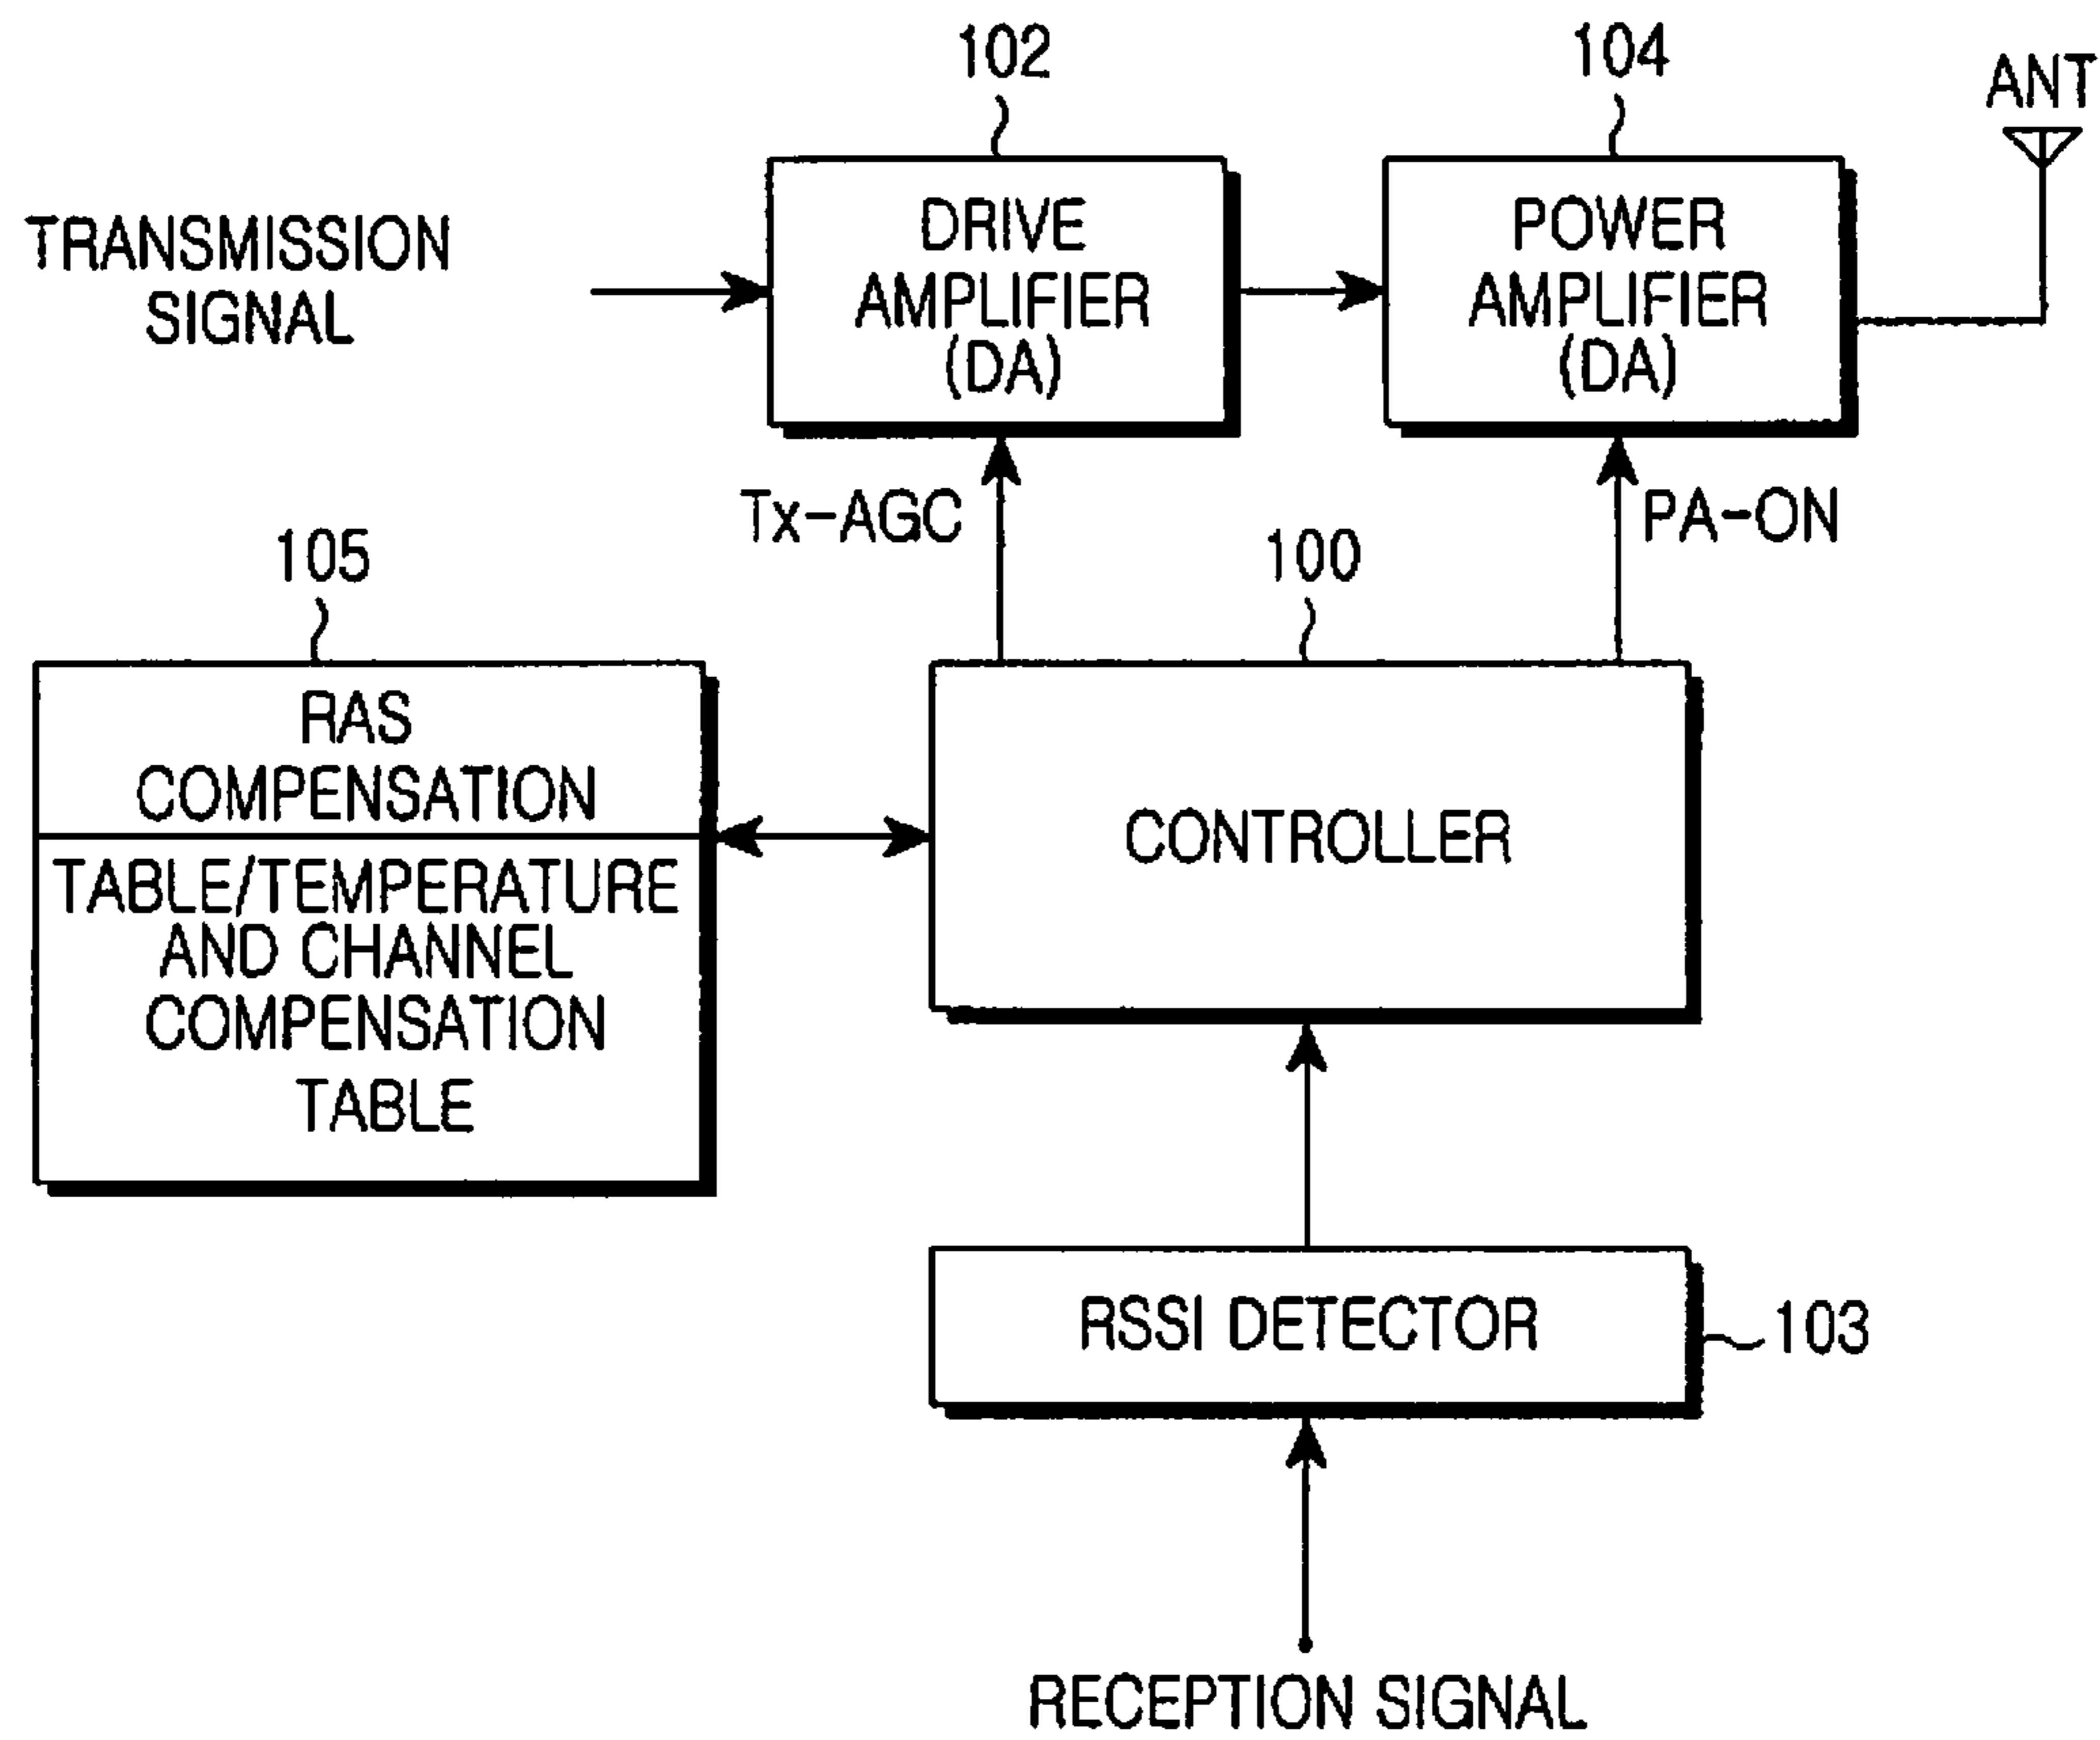 102
104
ANT
TRANSMISSION
SIGNAL
DRIVE
AMPLIFIER
(DA)
POWER
AMPLIFIER
(DA)
Tx-AGC
PA-ON
105
100
RAS
COMPENSATION
TABLE/TEMPERATURE
AND CHANNEL
COMPENSATION
TABLE
CONTROLLER
RSSI DETECTOR
103
RECEPTION SIGNAL